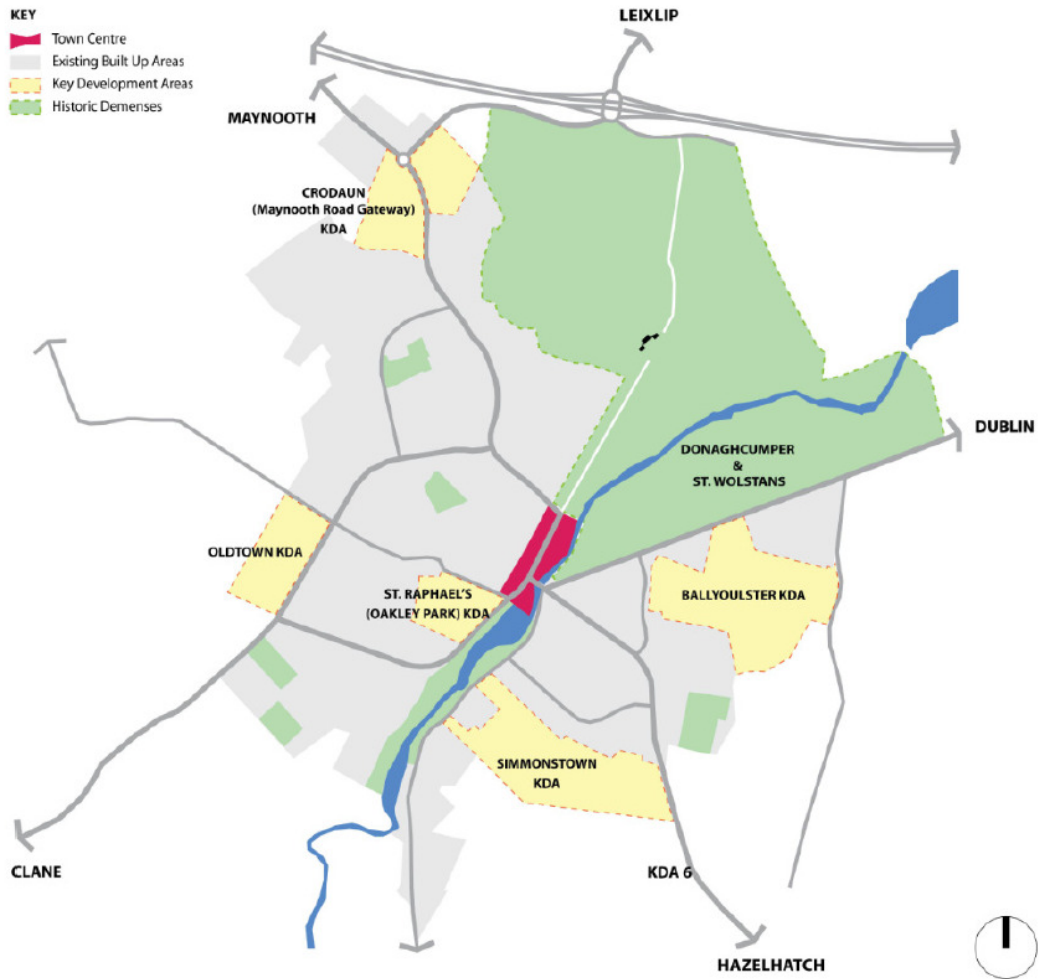 KEY
Town Centre
Existing Built Up Areas
Key Development Areas
Historic Demenses
LEIXLIP
MAYNOOTH
CRODAUN
(Maynooth Road Gateway)
KDA
DUBLIN
DONAGHCUMPER
&
ST. WOLSTANS
OLDTOWN KDA
ST. RAPHAEL'S
(OAKLEY PARK) KDA
BALLYOULSTER KDA
SIMMONSTOWN
KDA
CLANE
KDA 6
HAZELHATCH